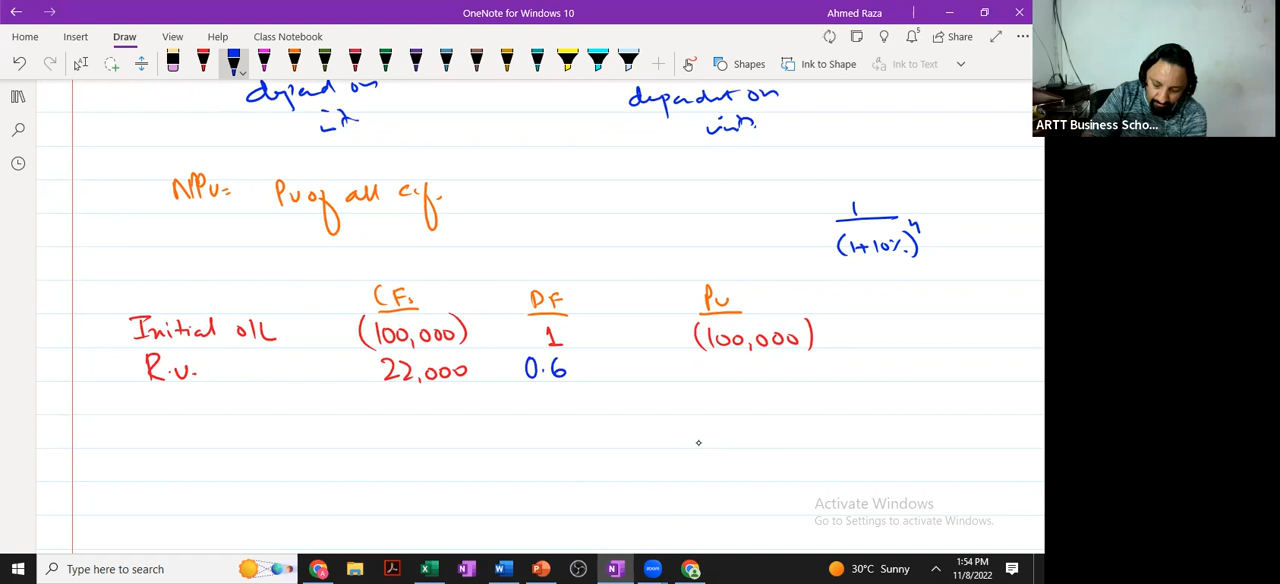 OneNote for Windows 10
Ahmed Raza
Home Insert Draw View Help Class Notebook
5
Share
Shapes
Ink to Shape
Ink to Text
ARTT Business Scho...
depend on
dependent on
units
NPV= PV of all c.f.
1
(1+10%)
CFs DF PV
Initial o/L (100,000) 1 (100,000)
R.V. 22,000 0.6
Activate Windows
Go to Settings to activate Windows.
Type here to search
30°C Sunny
1:54 PM
11/8/2022